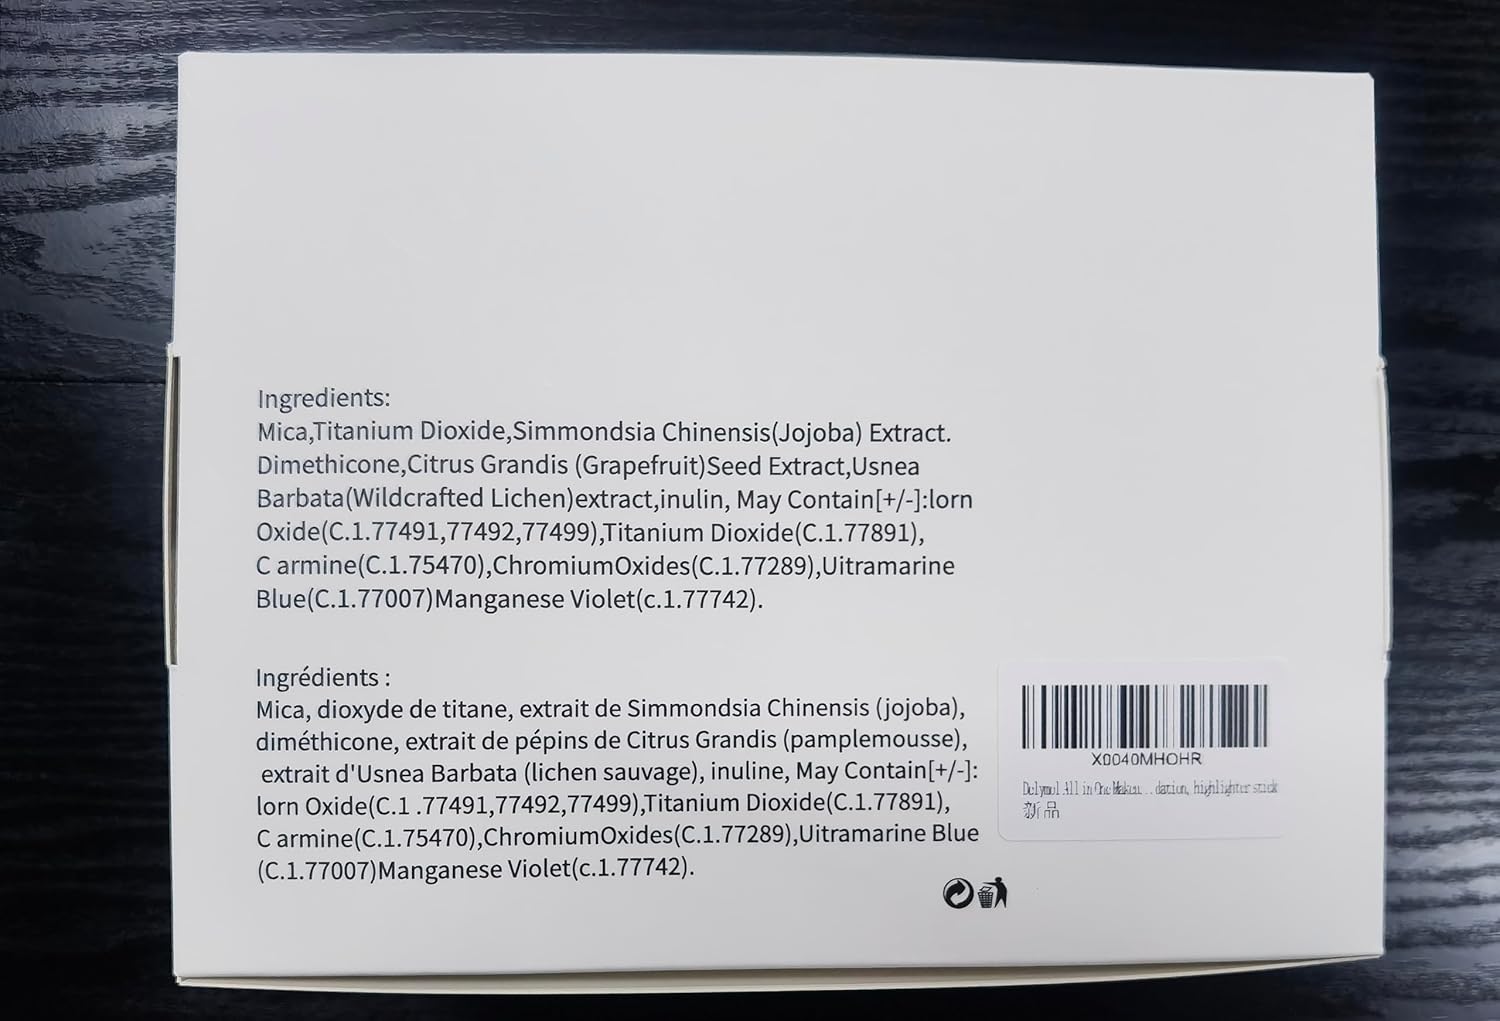 Ingredients:
Mica,Titanium Dioxide,Simmondsia Chinensis(Jojoba) Extract.
Dimethicone,Citrus Grandis (Grapefruit)Seed Extract,Usnea
Barbata(Wildcrafted Lichen)extract,inulin, May Contain[+/-]:lorn
Oxide(C.1.77491,77492,77499),Titanium Dioxide(C.1.77891),
C armine(C.1.75470),ChromiumOxides(C.1.77289),Uitramarine
Blue(C.1.77007)Manganese Violet(c.1.77742).
Ingrédients :
Mica, dioxyde de titane, extrait de Simmondsia Chinensis (jojoba),
diméthicone, extrait de pépins de Citrus Grandis (pamplemousse),
extrait d'Usnea Barbata (lichen sauvage), inuline, May Contain[+/-]:
lorn Oxide(C.1 .77491,77492,77499),Titanium Dioxide(C.1.77891),
C armine(C.1.75470),ChromiumOxides(C.1.77289),Uitramarine Blue
(C.1.77007)Manganese Violet(c.1.77742).
X0040MHOHR
All in One ... dation, highlighter stick
新品